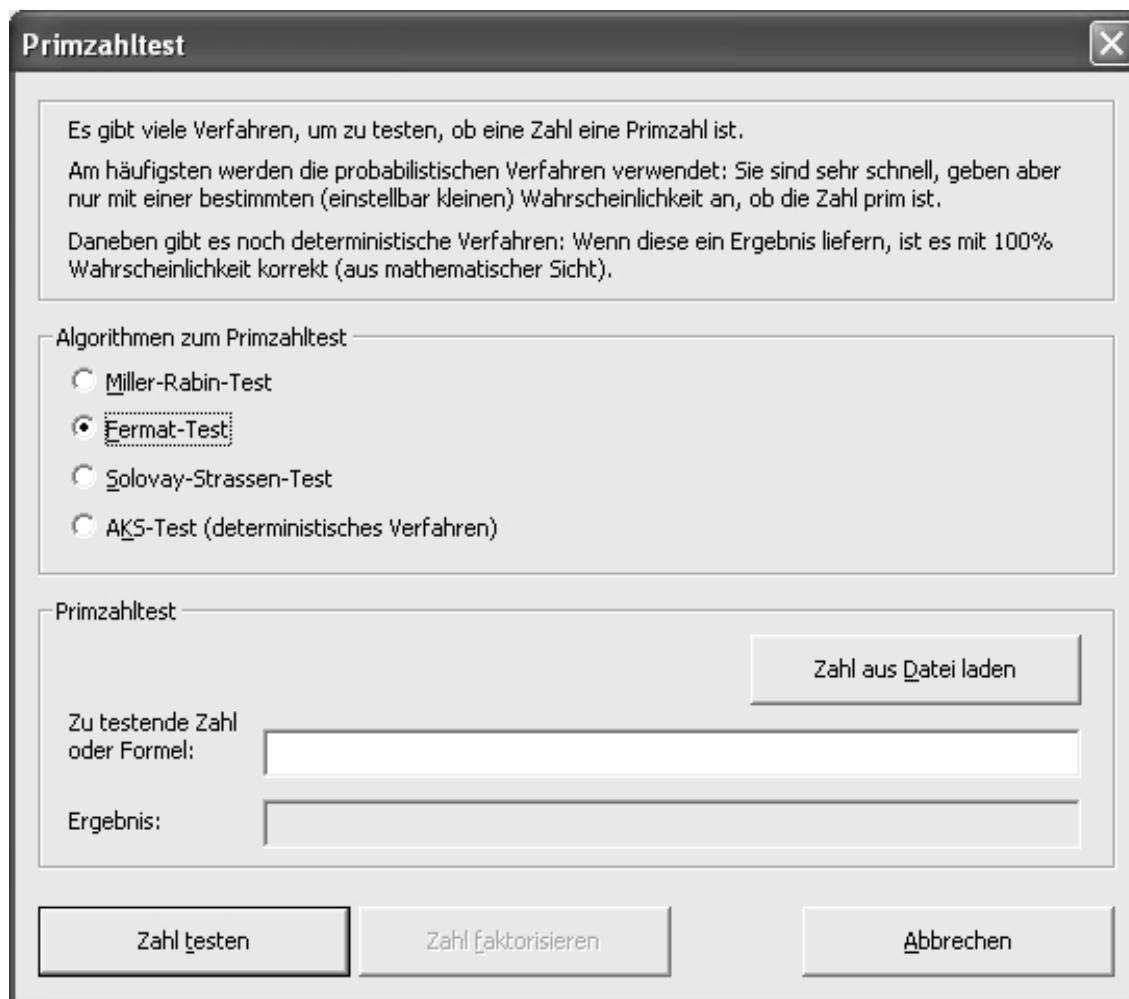 Primzahltest
Es gibt viele Verfahren, um zu testen, ob eine Zahl eine Primzahl ist.
Am häufigsten werden die probabilistischen Verfahren verwendet: Sie sind sehr schnell, geben aber
nur mit einer bestimmten (einstellbar kleinen) Wahrscheinlichkeit an, ob die Zahl prim ist.
Daneben gibt es noch deterministische Verfahren: Wenn diese ein Ergebnis liefern, ist es mit 100%
Wahrscheinlichkeit korrekt (aus mathematischer Sicht).
Algorithmen zum Primzahltest
Miller-Rabin-Test
Fermat-Test
Solovay-Strassen-Test
AKS-Test (deterministisches Verfahren)
Primzahltest
Zahl aus Datei laden
Zu testende Zahl
oder Formel:
Ergebnis:
Zahl testen
Zahl faktorisieren
Abbrechen